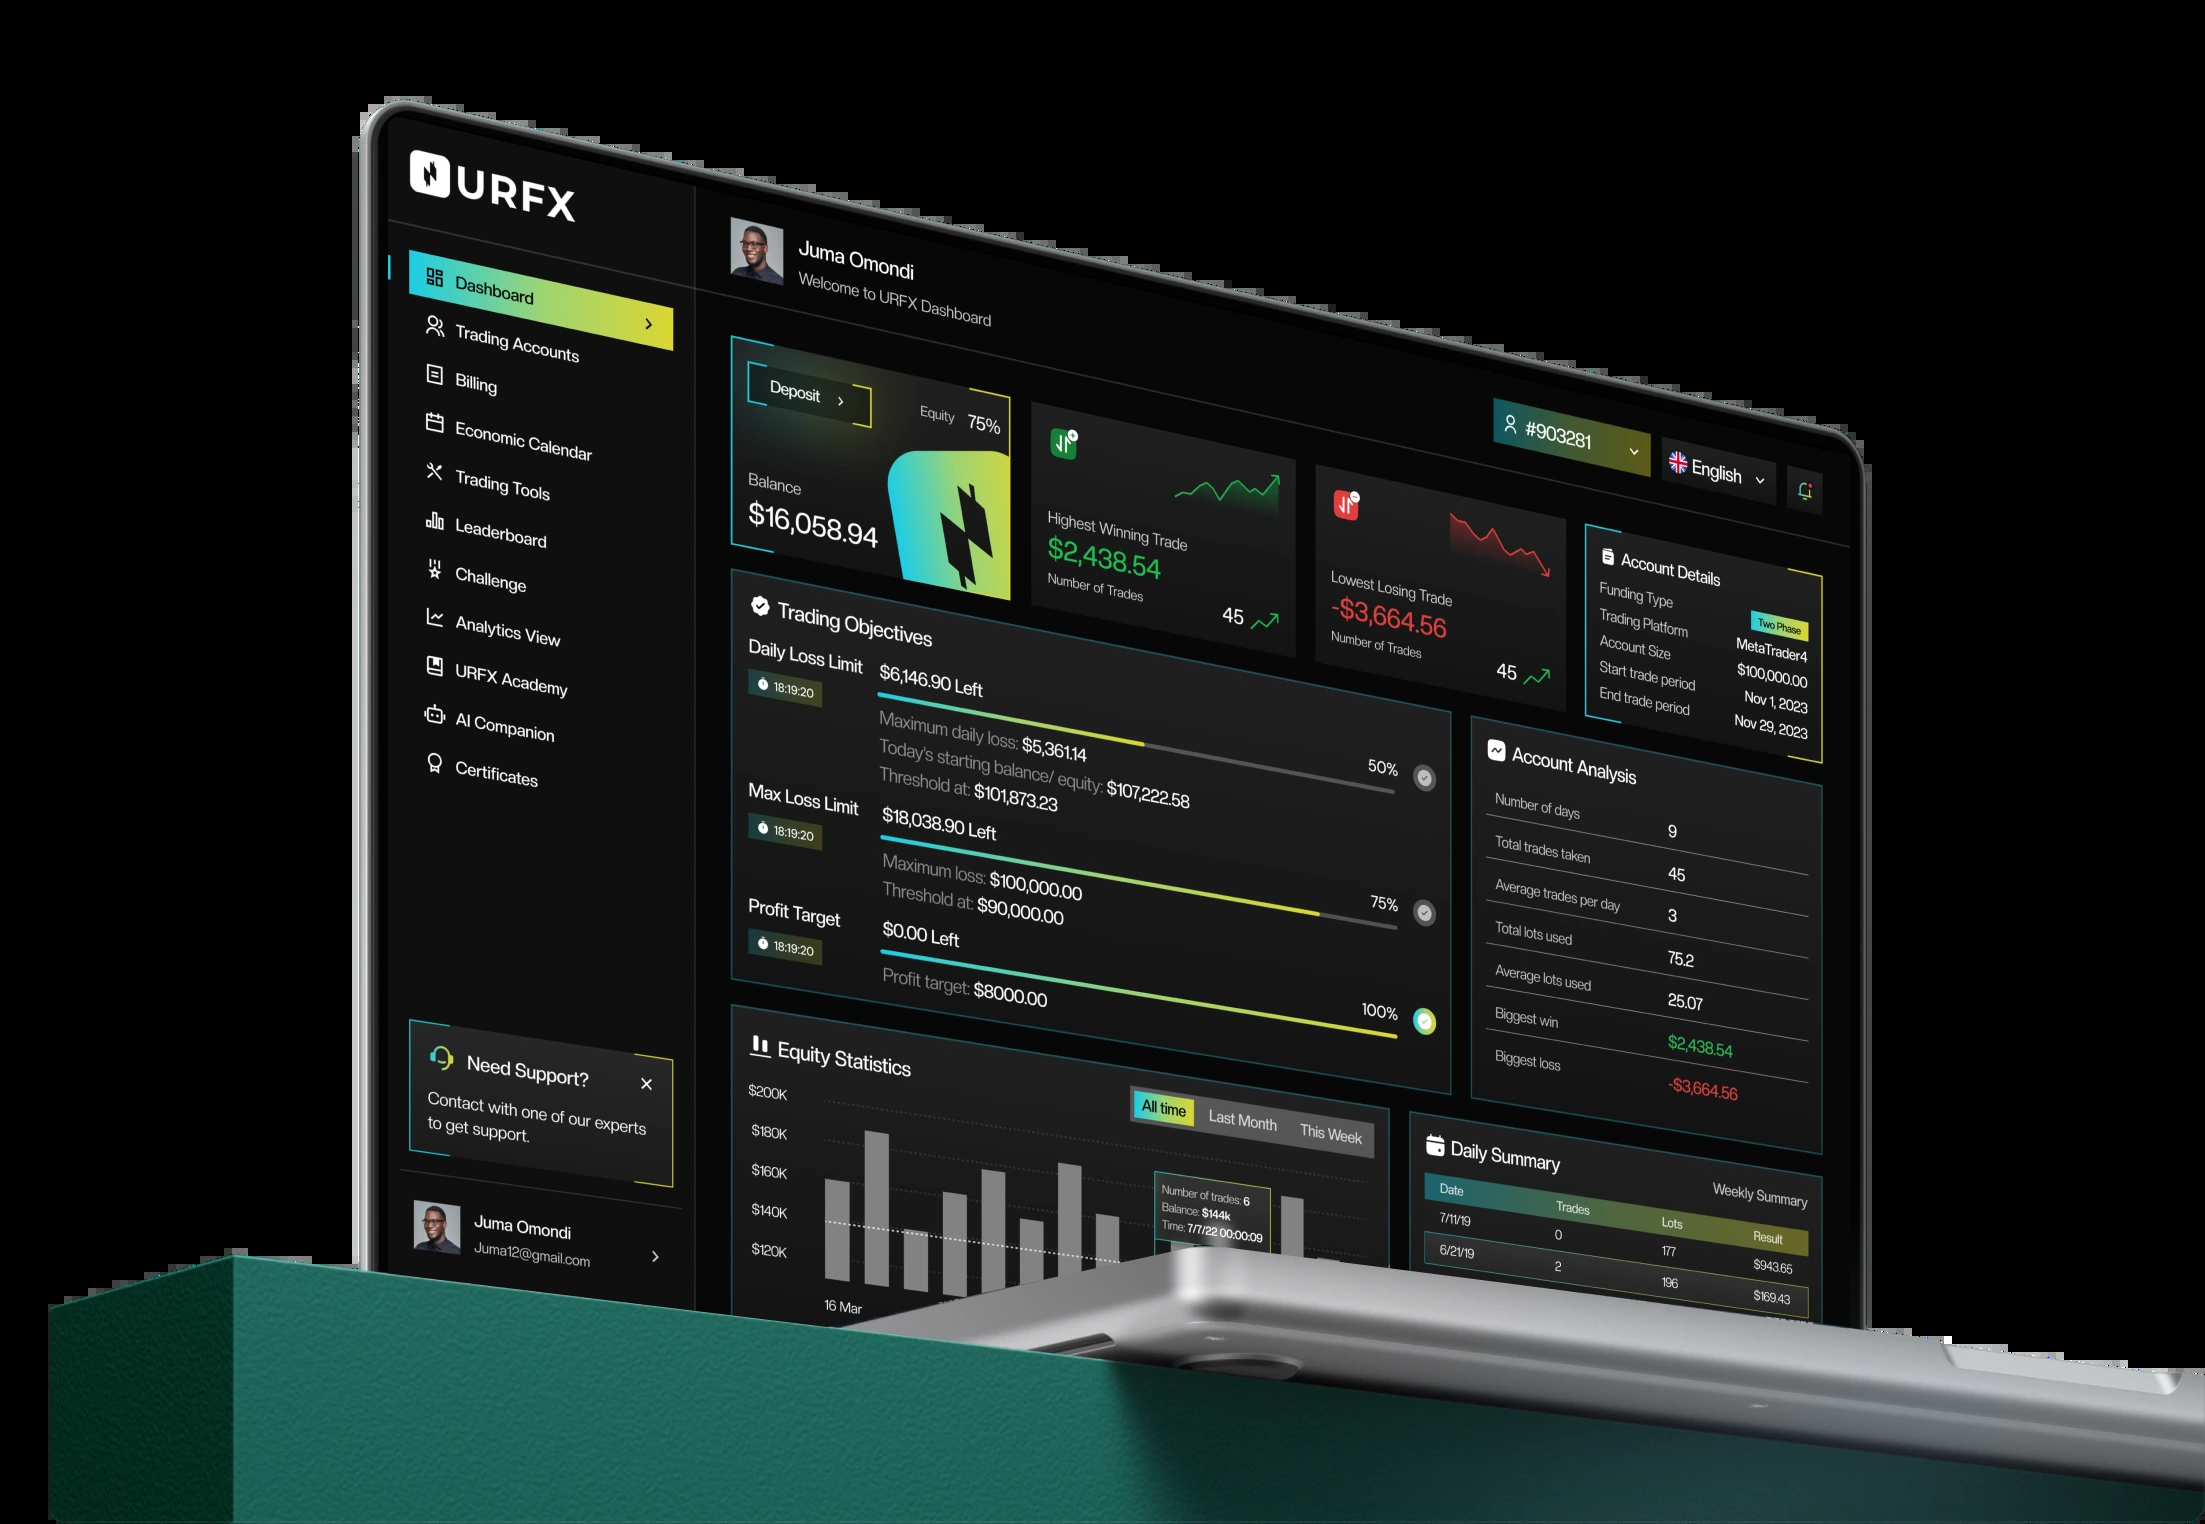 URFX
Dashboard
Trading Accounts
Billing
Economic Calendar
Trading Tools
Leaderboard
Challenge
Analytics View
URFX Academy
AI Companion
Certificates
Need Support?
Contact with one of our experts
to get support.
Juma Omondi
Juma12@gmail.com
Juma Omondi
Welcome to URFX Dashboard
#903281
English
Deposit
Equity 75%
Balance
$16,058.94
Highest Winning Trade
$2,438.54
Number of Trades
45
Lowest Losing Trade
-$3,664.56
Number of Trades
45
Account Details
Funding Type Two Phase
Trading Platform MetaTrader4
Account Size $100,000.00
Start trade period Nov 1, 2023
End trade period Nov 29, 2023
Trading Objectives
Daily Loss Limit
18:19:20
$6,146.90 Left
50%
Maximum daily loss: $5,361.14
Today's starting balance/ equity: $107,222.58
Threshold at: $101,873.23
Max Loss Limit
18:19:20
$18,038.90 Left
75%
Maximum loss: $100,000.00
Threshold at: $90,000.00
Profit Target
18:19:20
$0.00 Left
100%
Profit target: $8000.00
Account Analysis
Number of days 9
Total trades taken 45
Average trades per day 3
Total lots used 75.2
Average lots used 25.07
Biggest win $2,438.54
Biggest loss -$3,664.56
Equity Statistics
All time Last Month This Week
$200K
$180K
$160K
$140K
$120K
16 Mar
Number of trades: 6
Balance: $144k
Time: 7/7/22 00:00:09
Daily Summary
Weekly Summary
Date Trades Lots Result
7/11/19 0 177 $943.65
6/21/19 2 196 $169.43